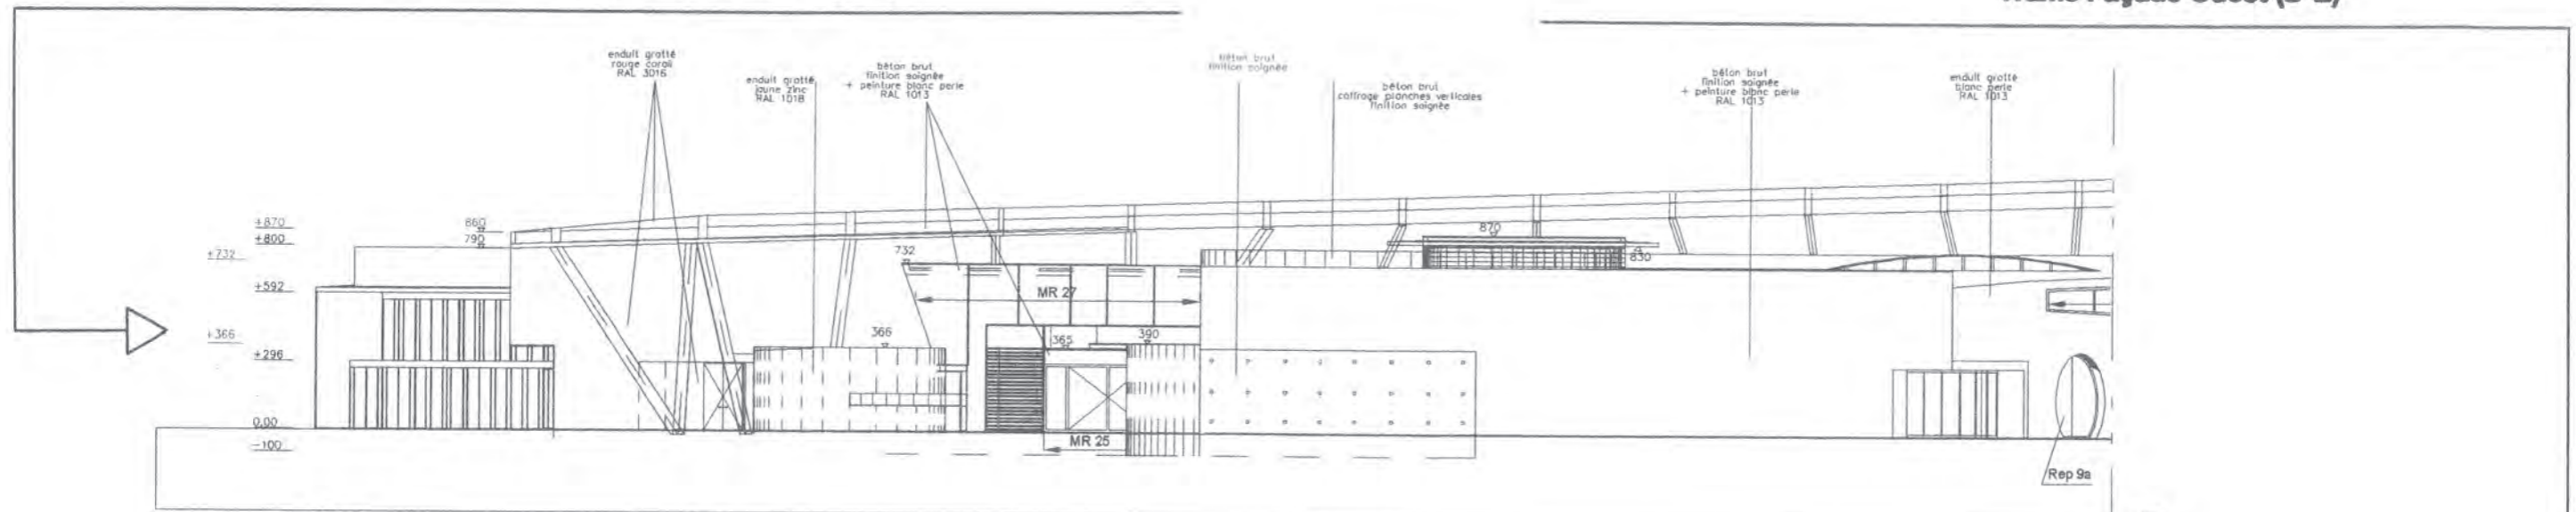 Façade Ouest (D-E)
enduit gratté
rouge corail
RAL 3016
enduit gratté
jaune zinc
RAL 1018
béton brut
finition soignée
+ peinture blanc perle
RAL 1013
béton brut
finition soignée
béton brut
coffrage planches verticales
finition soignée
béton brut
finition soignée
+ peinture blanc perle
RAL 1013
enduit gratté
blanc perle
RAL 1013
+870
+800
+732
+592
+366
+296
0.00
-100
860
790
732
870
830
MR 27
366
365
390
MR 25
Rep 9a